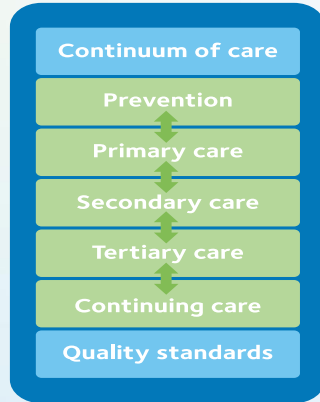 Continuum of care
Prevention
Primary care
Secondary care
Tertiary care
Continuing care
Quality standards